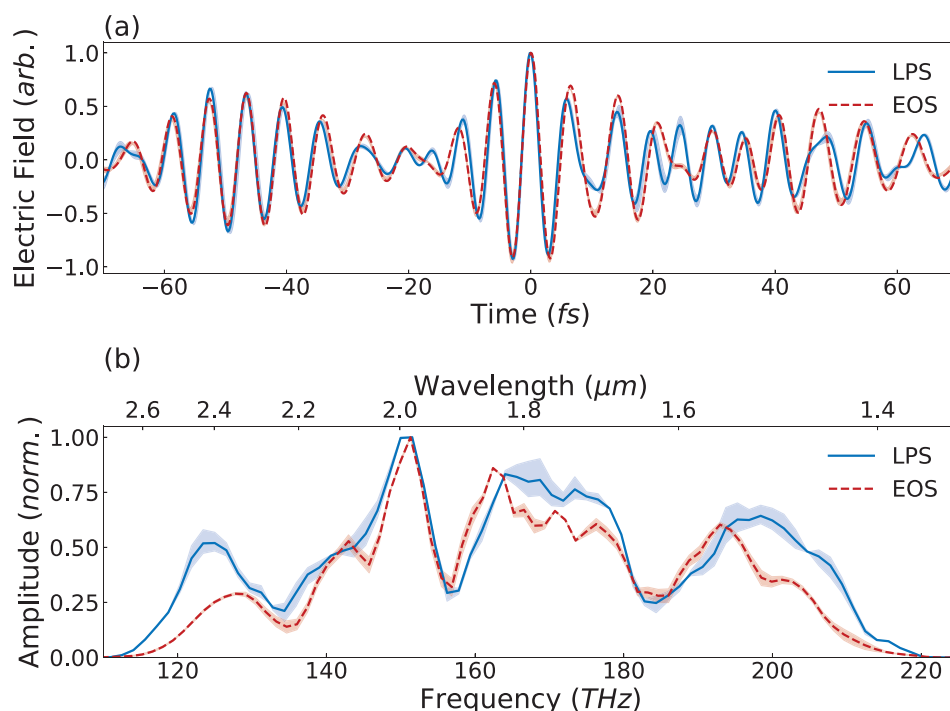 (a)
Electric Field (arb.)
1.0
0.5
0.0
−0.5
−1.0
LPS
EOS
−60 −40 −20 0 20 40 60
Time (fs)
(b)
Wavelength (μm)
2.6 2.4 2.2 2.0 1.8 1.6 1.4
Amplitude (norm.)
1.00
0.75
0.50
0.25
0.00
LPS
EOS
120 140 160 180 200 220
Frequency (THz)